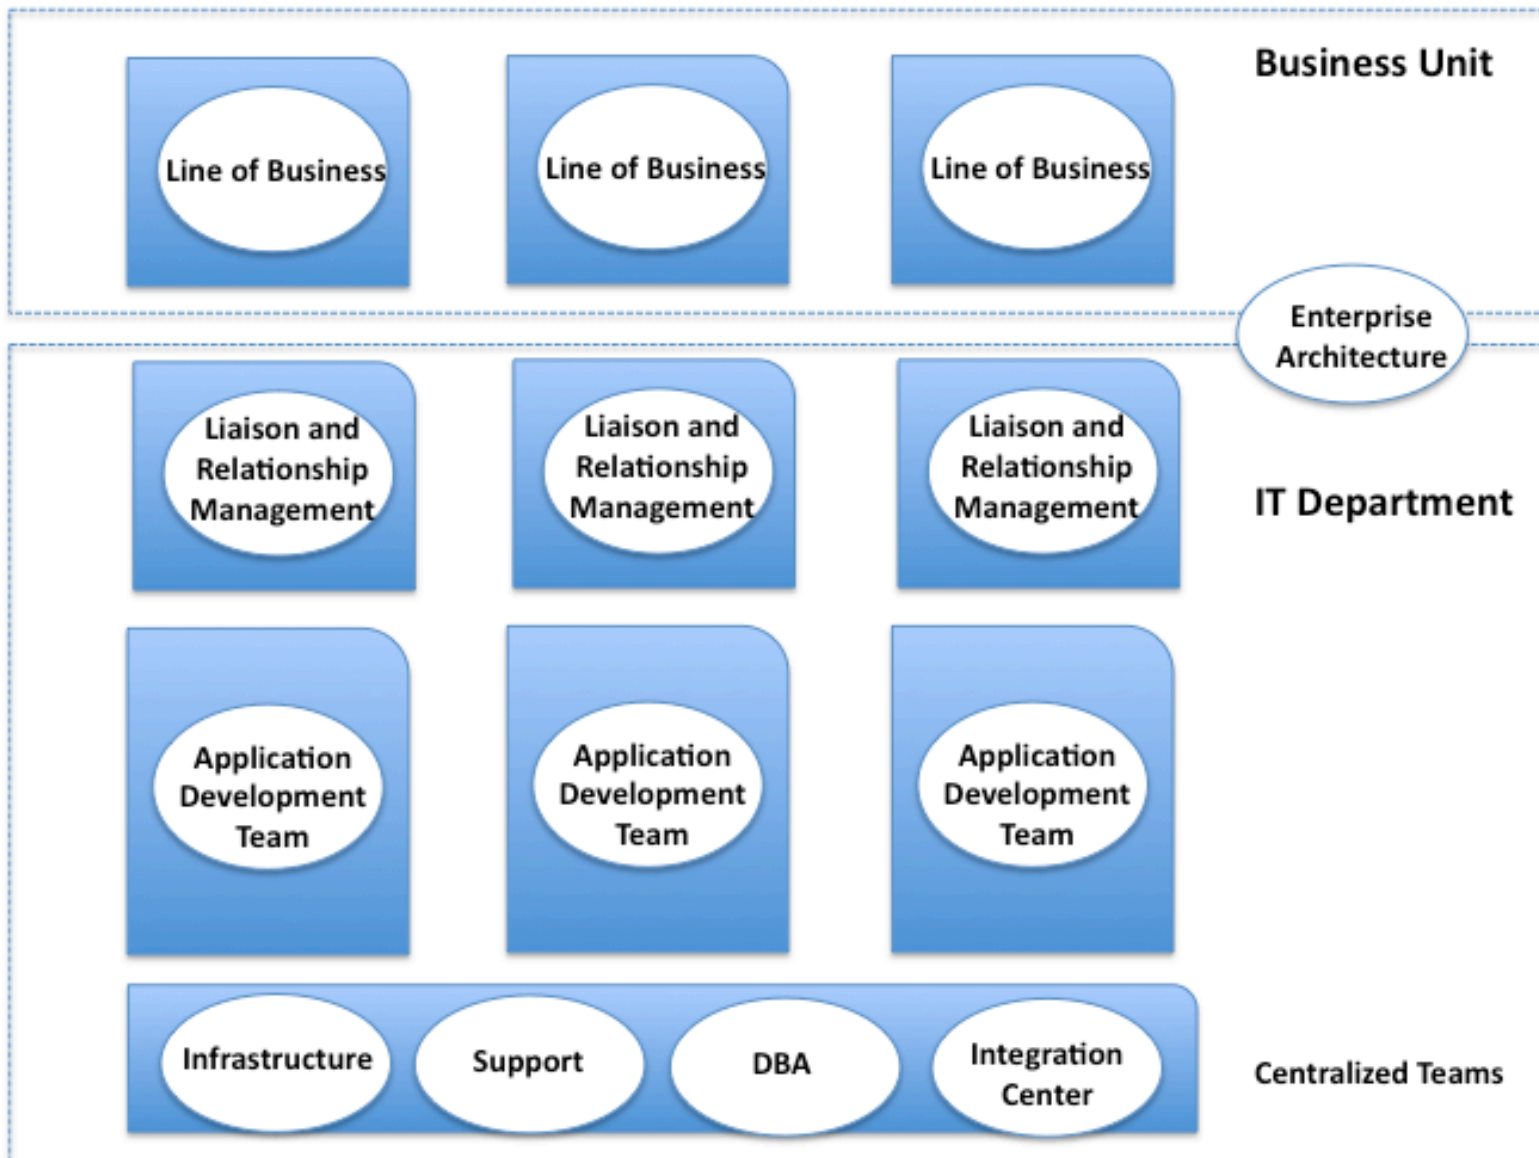 Business Unit
Line of Business
Line of Business
Line of Business
Enterprise
Architecture
Liaison and
Relationship
Management
Liaison and
Relationship
Management
Liaison and
Relationship
Management
IT Department
Application
Development
Team
Application
Development
Team
Application
Development
Team
Infrastructure
Support
DBA
Integration
Center
Centralized Teams